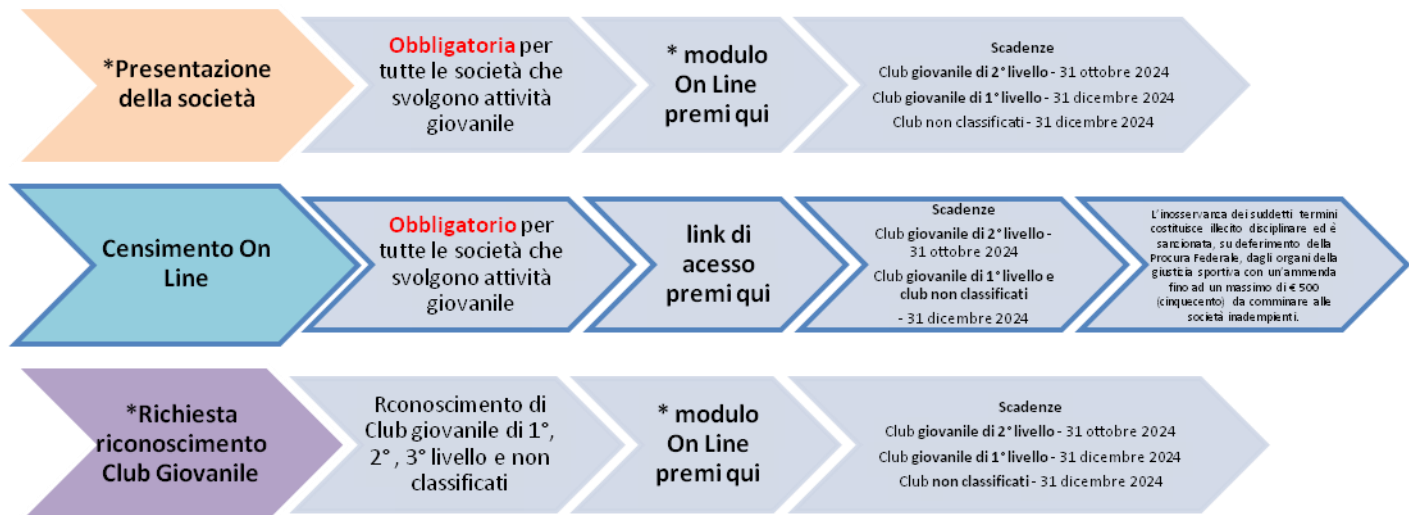 *Presentazione
della società
Obbligatoria per
tutte le società che
svolgono attività
giovanile
* modulo
On Line
premi qui
Scadenze
Club giovanile di 2° livello - 31 ottobre 2024
Club giovanile di 1° livello - 31 dicembre 2024
Club non classificati - 31 dicembre 2024
Censimento On
Line
Obbligatorio per
tutte le società che
svolgono attività
giovanile
link di
acesso
premi qui
Scadenze
Club giovanile di 2° livello -
31 ottobre 2024
Club giovanile di 1° livello e
club non classificati
- 31 dicembre 2024
L'inosservanza dei suddetti termini
costituisce illecito disciplinare ed è
sanzionata, su deferimento della
Procura Federale, dagli organi della
giustizia sportiva con un'ammenda
fino ad un massimo di € 500
(cinquecento) da comminare alle
società inadempienti.
*Richiesta
riconoscimento
Club Giovanile
Rconoscimento di
Club giovanile di 1°,
2° , 3° livello e non
classificati
* modulo
On Line
premi qui
Scadenze
Club giovanile di 2° livello - 31 ottobre 2024
Club giovanile di 1° livello - 31 dicembre 2024
Club non classificati - 31 dicembre 2024